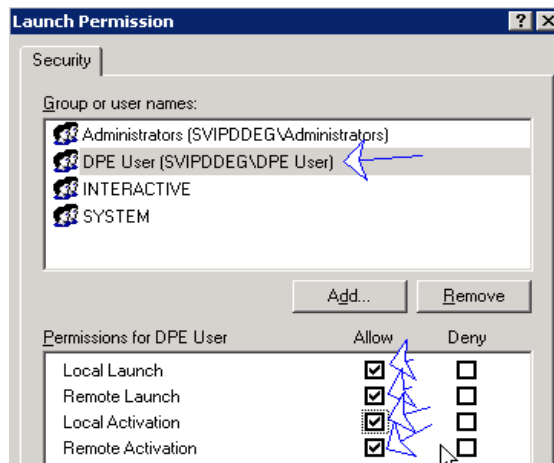 Launch Permission
Security
Group or user names:
Administrators (SVIPDDEG\Administrators)
DPE User (SVIPDDEG\DPE User)
INTERACTIVE
SYSTEM
Add... Remove
Permissions for DPE User Allow Deny
Local Launch
Remote Launch
Local Activation
Remote Activation